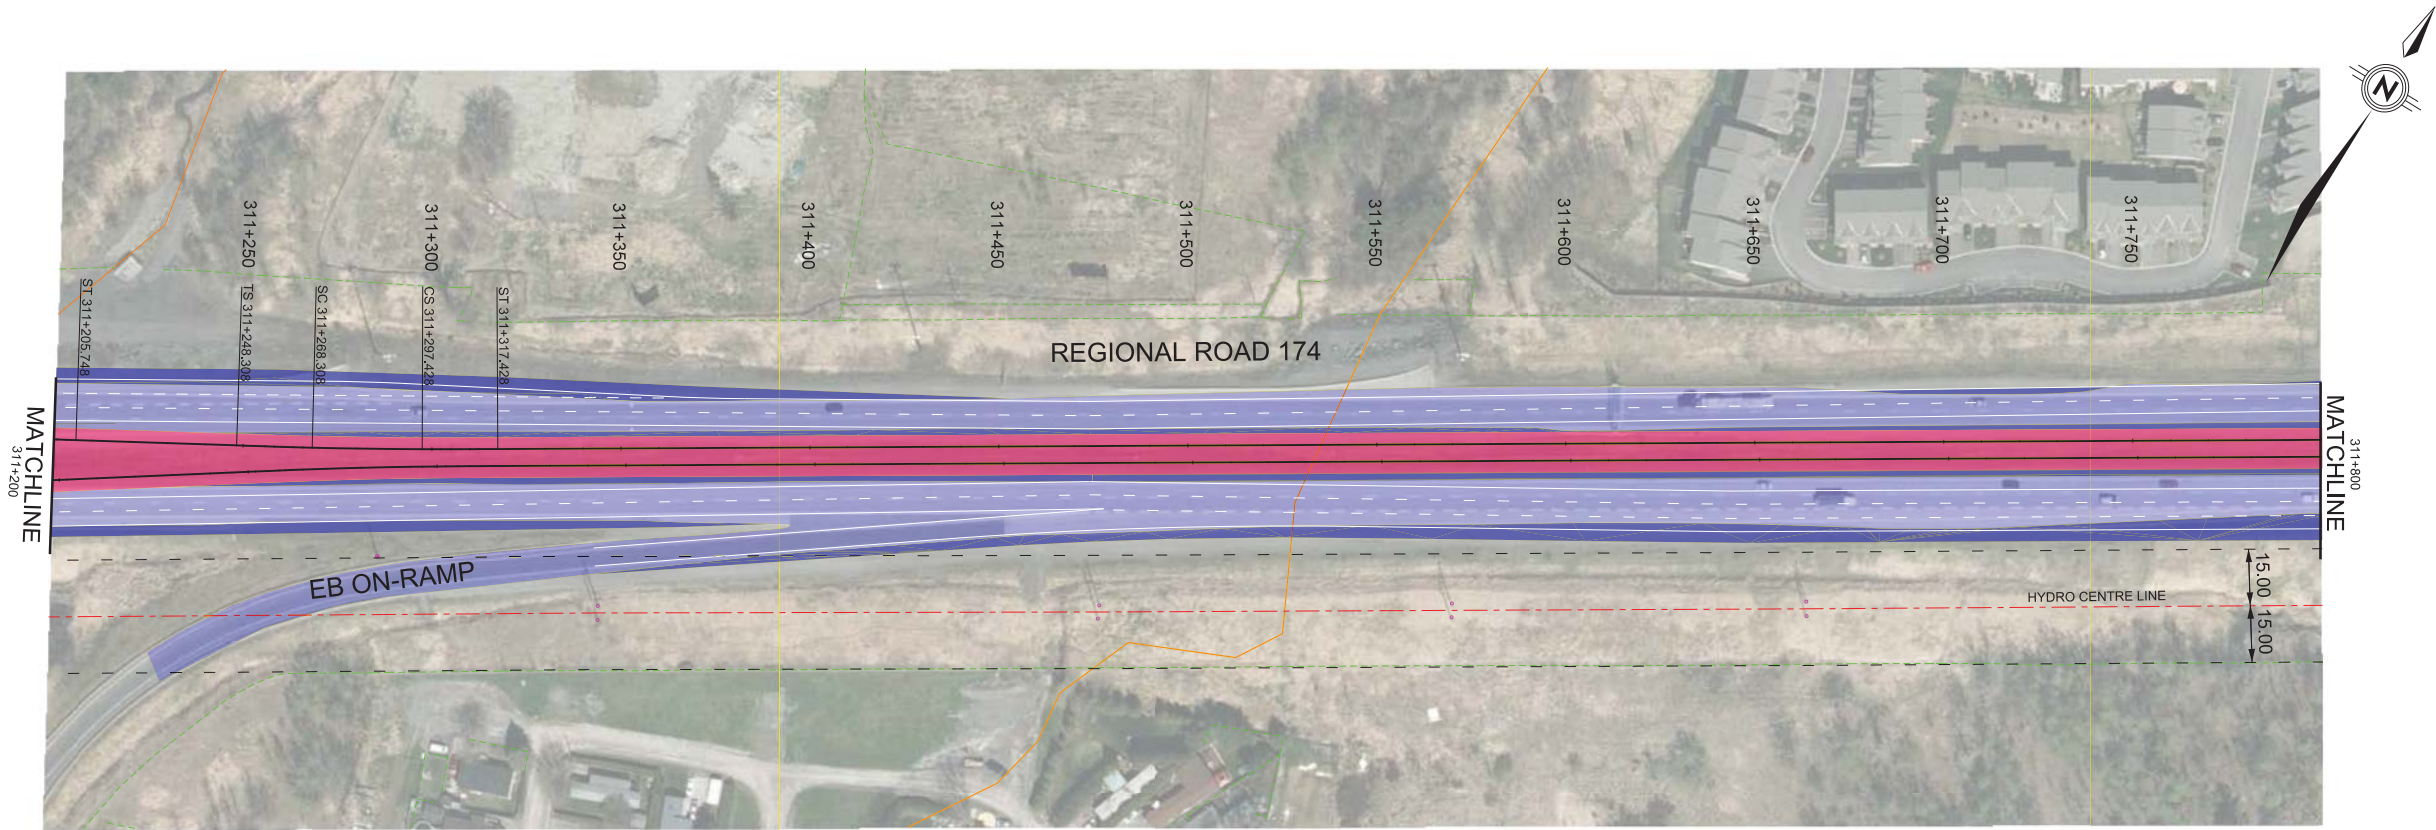 N
311+250
311+300
311+350
311+400
311+450
311+500
311+550
311+600
311+650
311+700
311+750
ST 311+205.748
TS 311+248.308
SC 311+268.308
CS 311+297.428
ST 311+317.428
REGIONAL ROAD 174
MATCHLINE
311+200
MATCHLINE
311+800
EB ON-RAMP
HYDRO CENTRE LINE
15.00
15.00